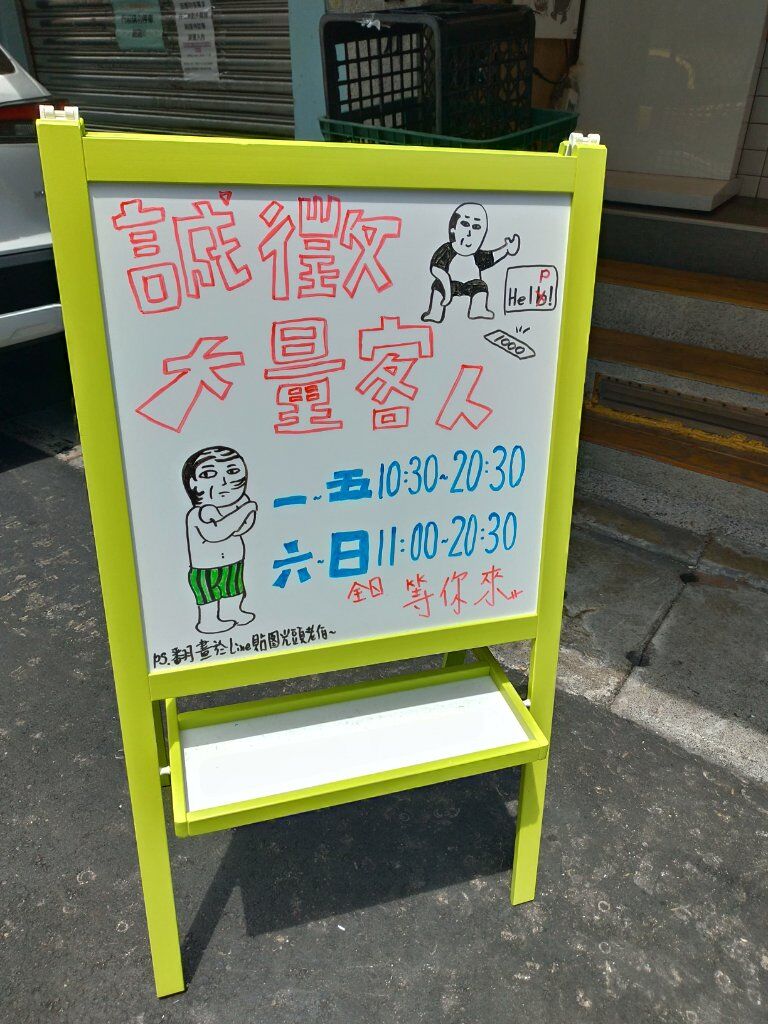 誠徵
Hello!
P
1000
大量客人
一~五10:30~20:30
六~日11:00~20:30
全日 等你來
ps.翻畫於Line貼圖光頭老伯~